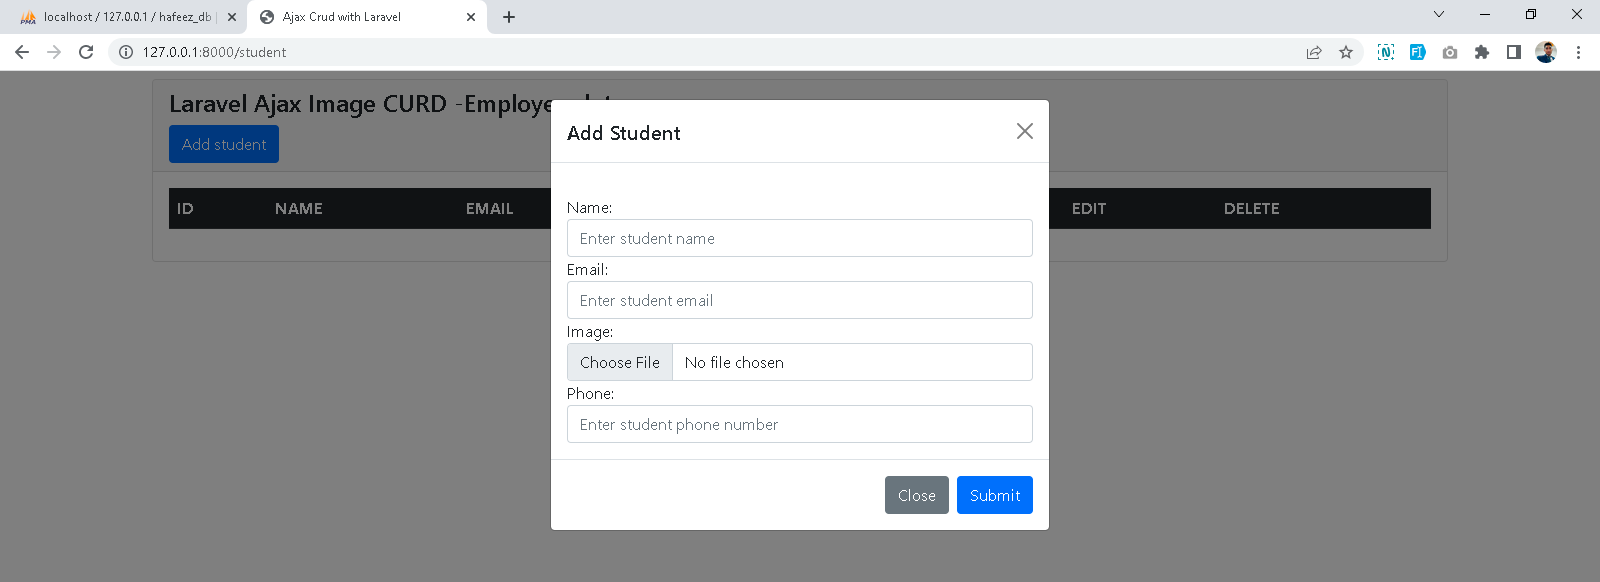 localhost / 127.0.0.1 / hafeez_db
Ajax Crud with Laravel
127.0.0.1:8000/student
Laravel Ajax Image CURD -Employe
Add student
ID NAME EMAIL EDIT DELETE
Add Student
Name:
Enter student name
Email:
Enter student email
Image:
Choose File No file chosen
Phone:
Enter student phone number
Close Submit